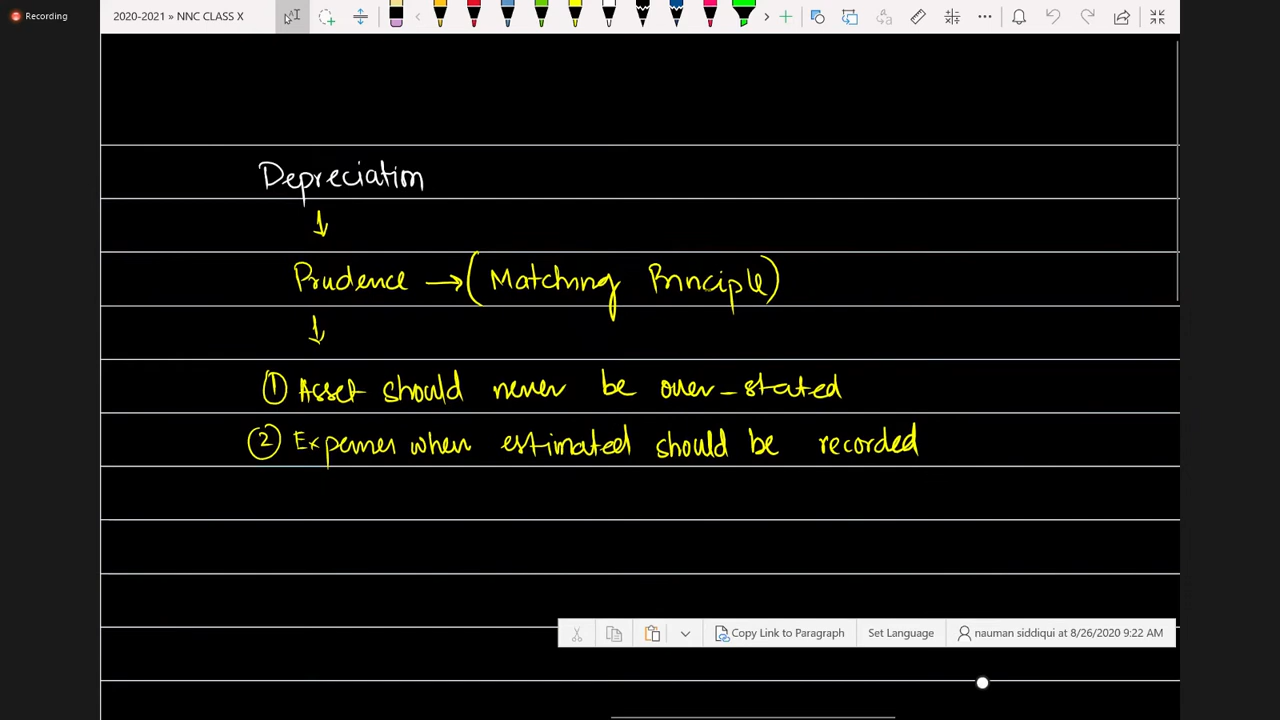 Recording
2020-2021 » NNC CLASS X
Depreciation
↓
Prudence → (Matching Principle)
↓
① Asset should never be over-stated
② Expenses when estimated should be recorded
Copy Link to Paragraph Set Language nauman siddiqui at 8/26/2020 9:22 AM